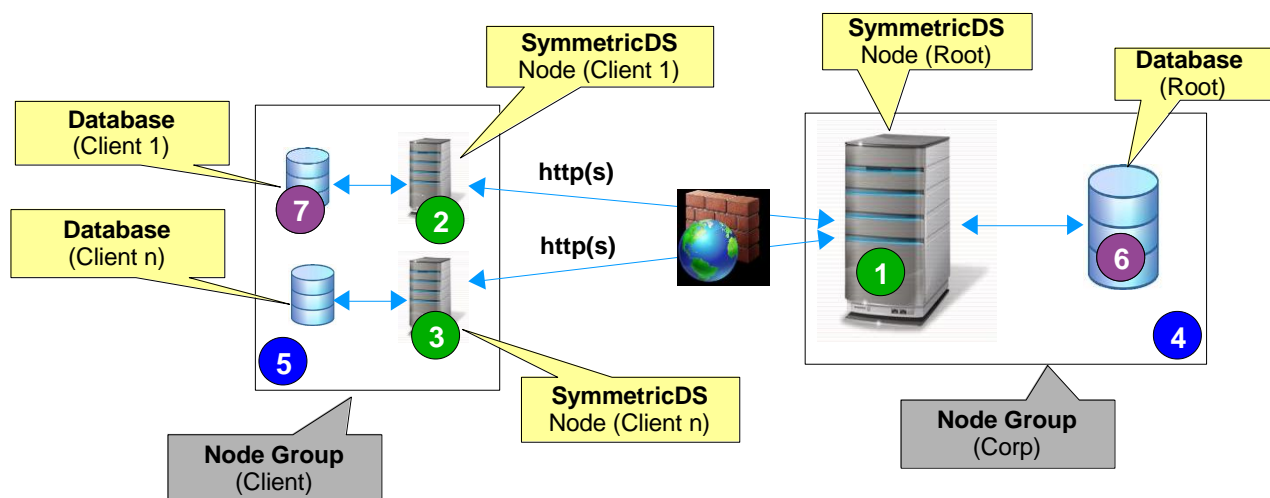 SymmetricDS
Node (Client 1)
SymmetricDS
Node (Root)
Database
(Root)
Database
(Client 1)
http(s)
7
2
Database
(Client n)
http(s)
1
6
3
5
4
SymmetricDS
Node (Client n)
Node Group
(Client)
Node Group
(Corp)